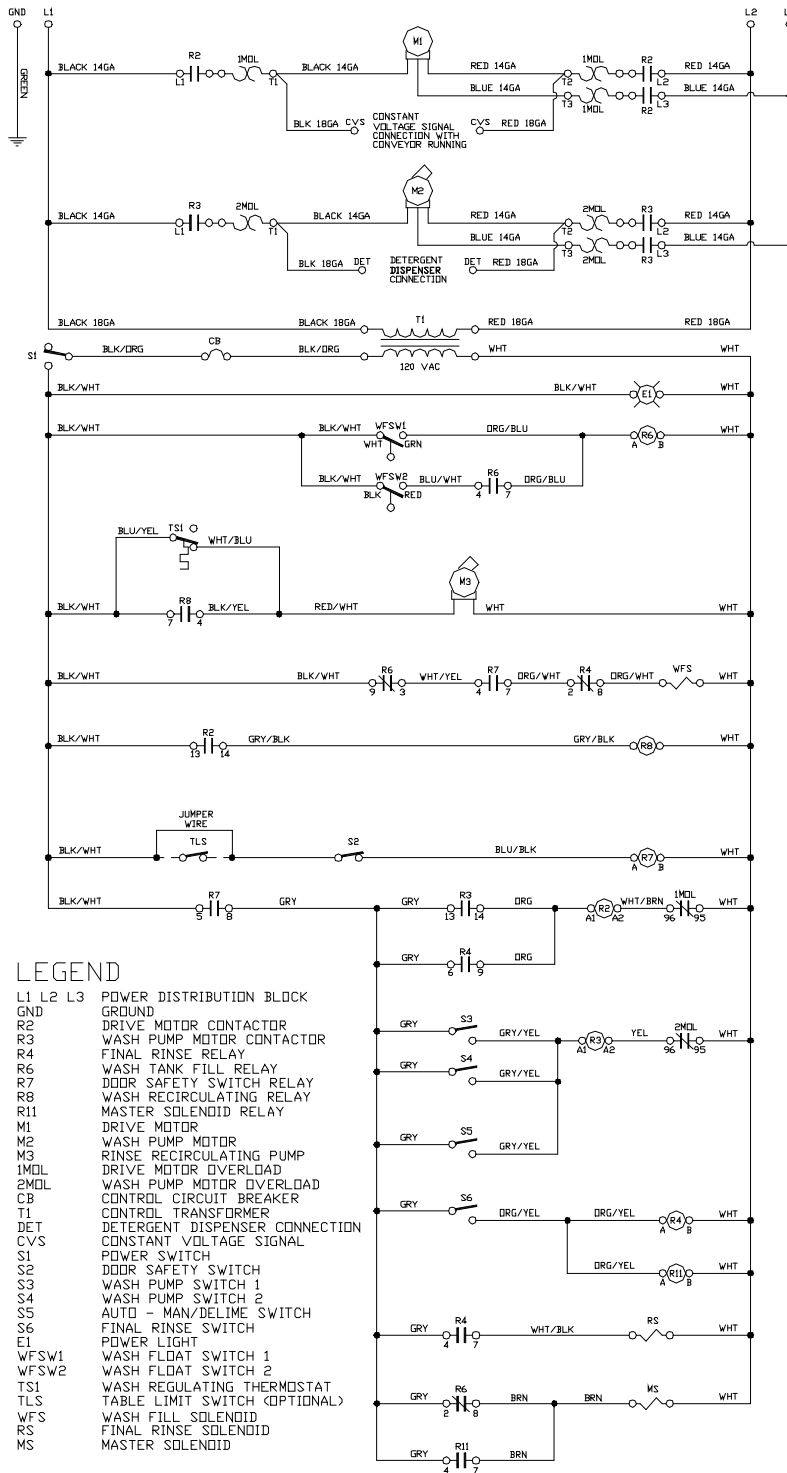 GND L1 L2 L
GREEN
M1
BLACK 14GA R2 1MOL BLACK 14GA RED 14GA 1MOL R2 RED 14GA
L1 T1 T2 L2
BLUE 14GA BLUE 14GA
T3 1MOL R2 L3
BLK 18GA CVS CONSTANT CVS RED 18GA
VOLTAGE SIGNAL
CONNECTION WITH
CONVEYOR RUNNING
M2
BLACK 14GA R3 2MOL BLACK 14GA RED 14GA 2MOL R3 RED 14GA
L1 T1 T2 L2
BLUE 14GA BLUE 14GA
T3 2MOL R3 L3
BLK 18GA DET DETERGENT DET RED 18GA
DISPENSER
CONNECTION
BLACK 18GA BLACK 18GA T1 RED 18GA RED 18GA
S1 BLK/ORG CB BLK/ORG WHT WHT
120 VAC
BLK/WHT BLK/WHT E1 WHT
BLK/WHT BLK/WHT WFSW1 ORG/BLU R6 WHT
WHT GRN A B
BLK/WHT WFSW2 BLU/WHT R6 ORG/BLU
BLK RED 4 7
BLU/YEL TS1 WHT/BLU
M3
BLK/WHT R8 BLK/YEL RED/WHT WHT WHT
7 4
BLK/WHT BLK/WHT R6 WHT/YEL R7 ORG/WHT R4 ORG/WHT WFS WHT
9 3 4 7 2 8
BLK/WHT R2 GRY/BLK GRY/BLK R8 WHT
13 14
JUMPER
WIRE
BLK/WHT TLS S2 BLU/BLK R7 WHT
A B
BLK/WHT R7 GRY GRY R3 ORG R2 WHT/BRN 1MOL WHT
5 8 13 14 A1 A2 96 95
GRY R4 ORG
6 9
GRY S3 GRY/YEL R3 YEL 2MOL WHT
A1 A2 96 95
GRY S4 GRY/YEL
GRY S5 GRY/YEL
GRY S6 ORG/YEL ORG/YEL R4 WHT
A B
ORG/YEL R11 WHT
A B
GRY R4 WHT/BLK RS WHT
4 7
GRY R6 BRN BRN MS WHT
2 8
GRY R11 BRN
4 7
LEGEND
L1 L2 L3 POWER DISTRIBUTION BLOCK
GND GROUND
R2 DRIVE MOTOR CONTACTOR
R3 WASH PUMP MOTOR CONTACTOR
R4 FINAL RINSE RELAY
R6 WASH TANK FILL RELAY
R7 DOOR SAFETY SWITCH RELAY
R8 WASH RECIRCULATING RELAY
R11 MASTER SOLENOID RELAY
M1 DRIVE MOTOR
M2 WASH PUMP MOTOR
M3 RINSE RECIRCULATING PUMP
1MOL DRIVE MOTOR OVERLOAD
2MOL WASH PUMP MOTOR OVERLOAD
CB CONTROL CIRCUIT BREAKER
T1 CONTROL TRANSFORMER
DET DETERGENT DISPENSER CONNECTION
CVS CONSTANT VOLTAGE SIGNAL
S1 POWER SWITCH
S2 DOOR SAFETY SWITCH
S3 WASH PUMP SWITCH 1
S4 WASH PUMP SWITCH 2
S5 AUTO - MAN/DELIME SWITCH
S6 FINAL RINSE SWITCH
E1 POWER LIGHT
WFSW1 WASH FLOAT SWITCH 1
WFSW2 WASH FLOAT SWITCH 2
TS1 WASH REGULATING THERMOSTAT
TLS TABLE LIMIT SWITCH (OPTIONAL)
WFS WASH FILL SOLENOID
RS FINAL RINSE SOLENOID
MS MASTER SOLENOID